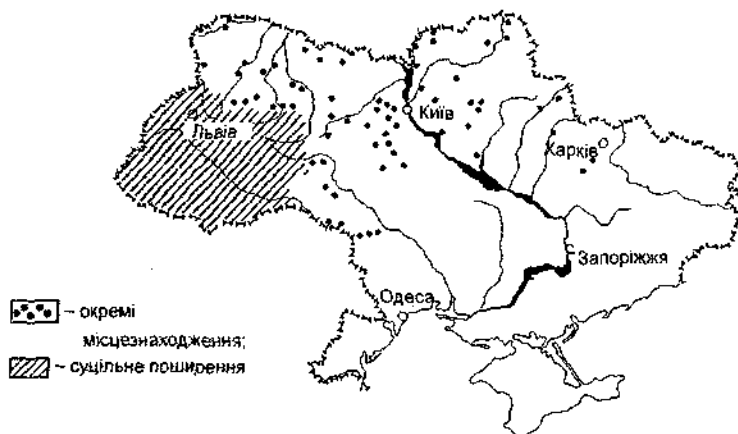 Київ
Львів
Харків
Запоріжжя
Одеса
– окремі
місцезнаходження;
– суцільне поширення